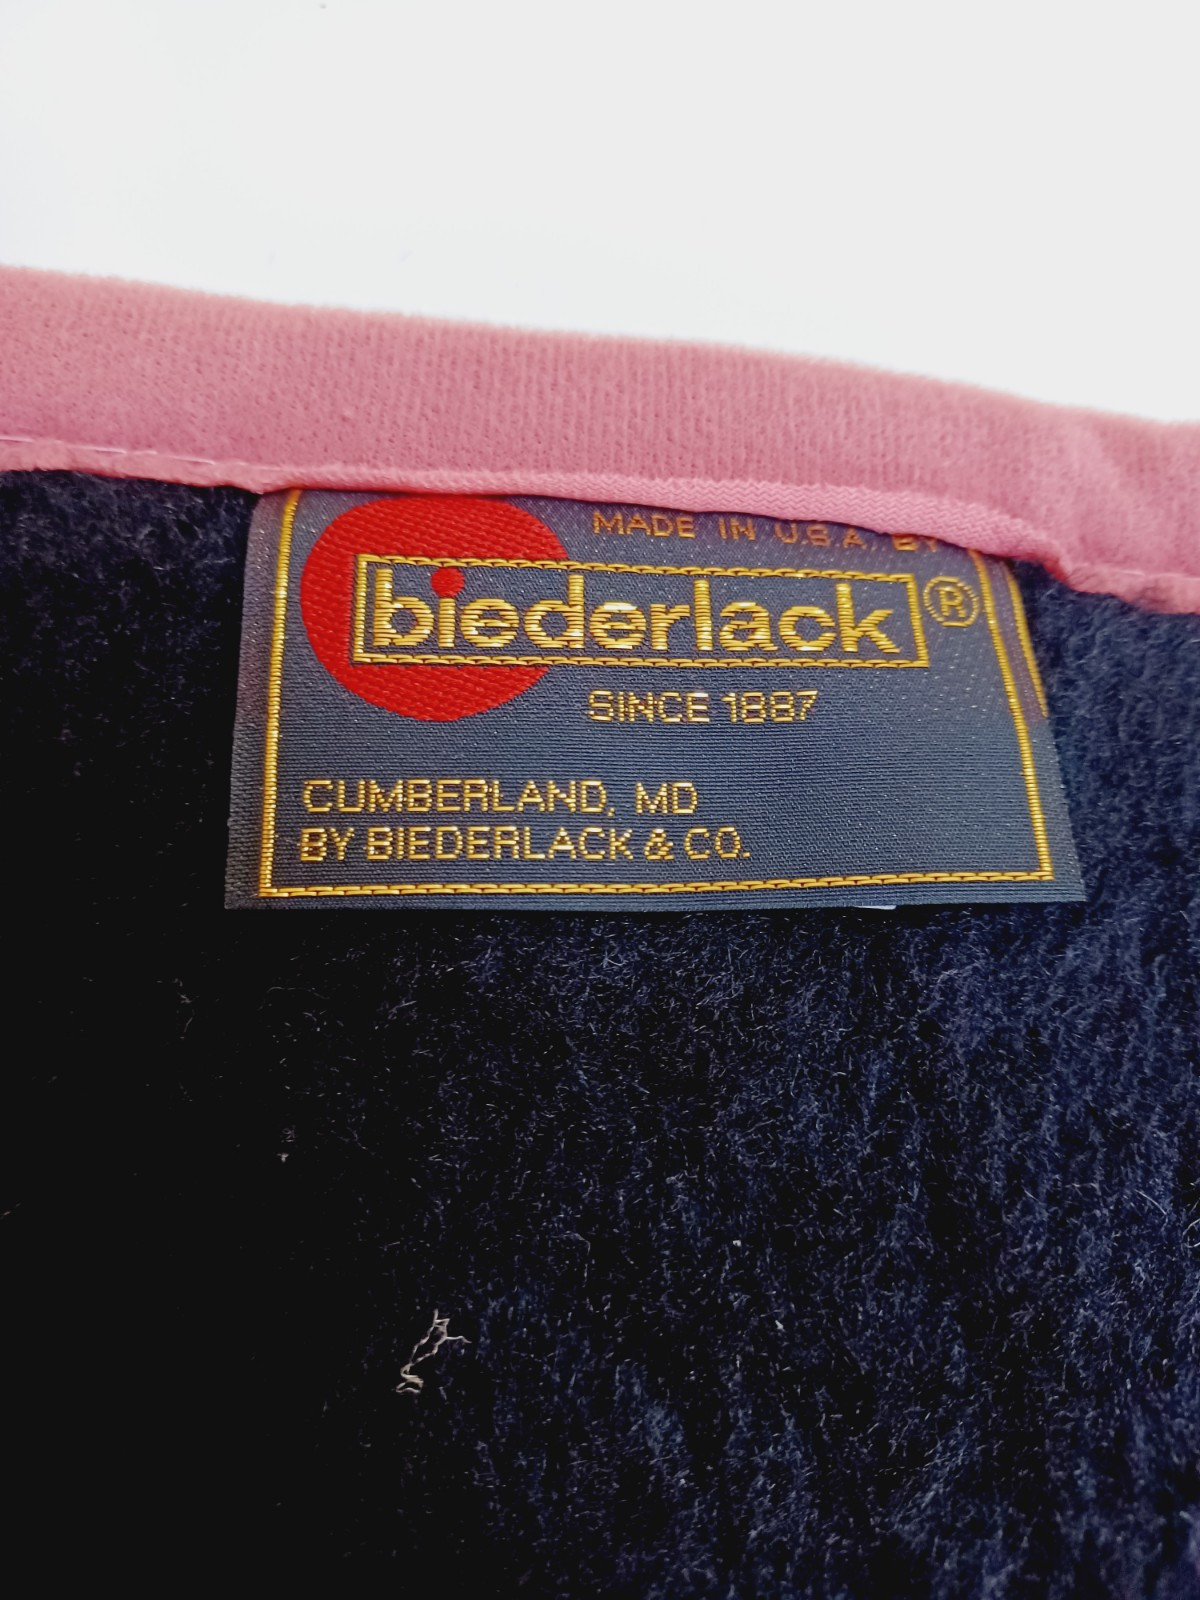 MADE IN U.S.A. BY
biederlack®
SINCE 1887
CUMBERLAND, MD
BY BIEDERLACK & CO.